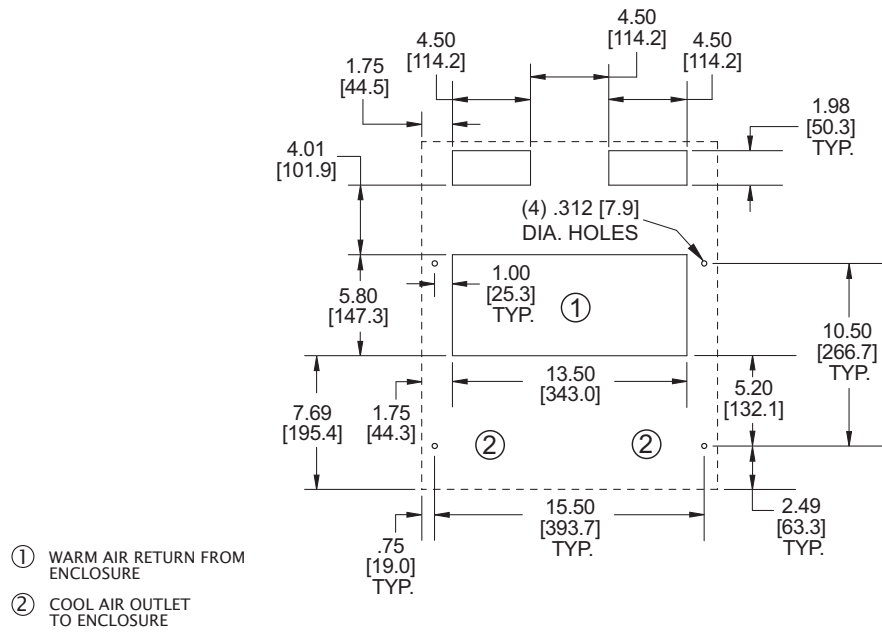 4.50
[114.2]
4.50
[114.2]
4.50
[114.2]
1.75
[44.5]
1.98
[50.3]
TYP.
4.01
[101.9]
(4) .312 [7.9]
DIA. HOLES
1.00
[25.3]
TYP.
1
5.80
[147.3]
10.50
[266.7]
TYP.
13.50
[343.0]
5.20
[132.1]
7.69
[195.4]
1.75
[44.3]
2
2
15.50
[393.7]
TYP.
2.49
[63.3]
TYP.
.75
[19.0]
TYP.
1 WARM AIR RETURN FROM
ENCLOSURE
2 COOL AIR OUTLET
TO ENCLOSURE